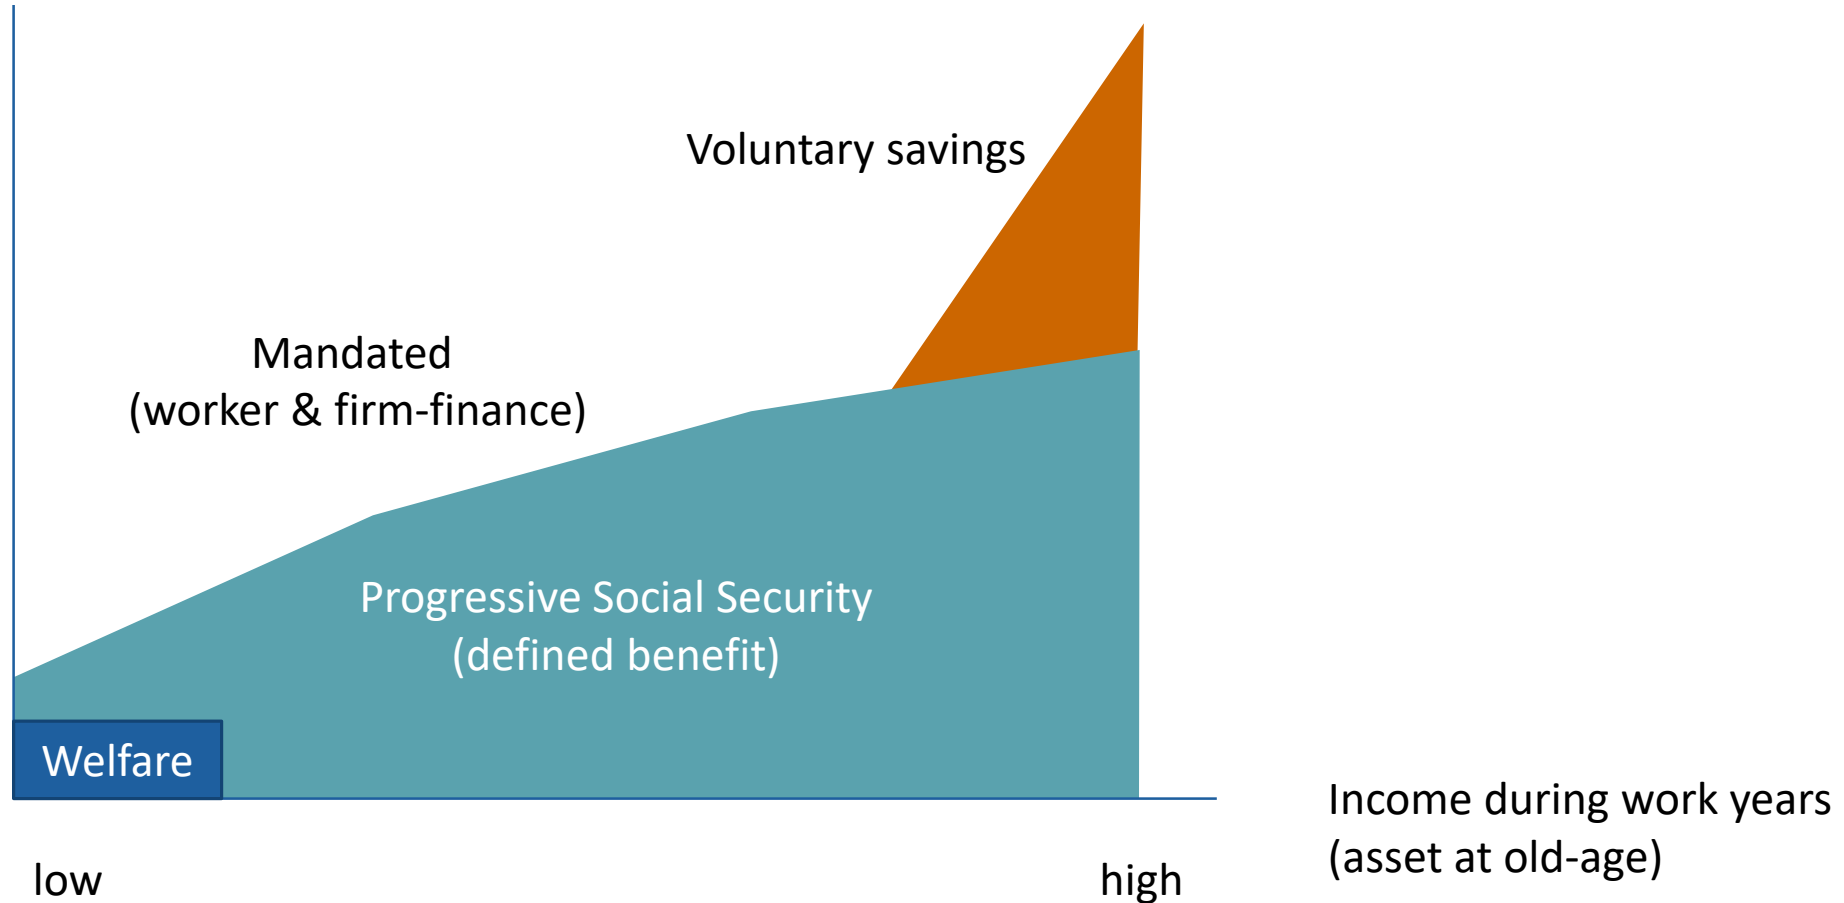 Voluntary savings
Mandated
(worker & firm-finance)
Progressive Social Security
(defined benefit)
Welfare
Income during work years
(asset at old-age)
low
high